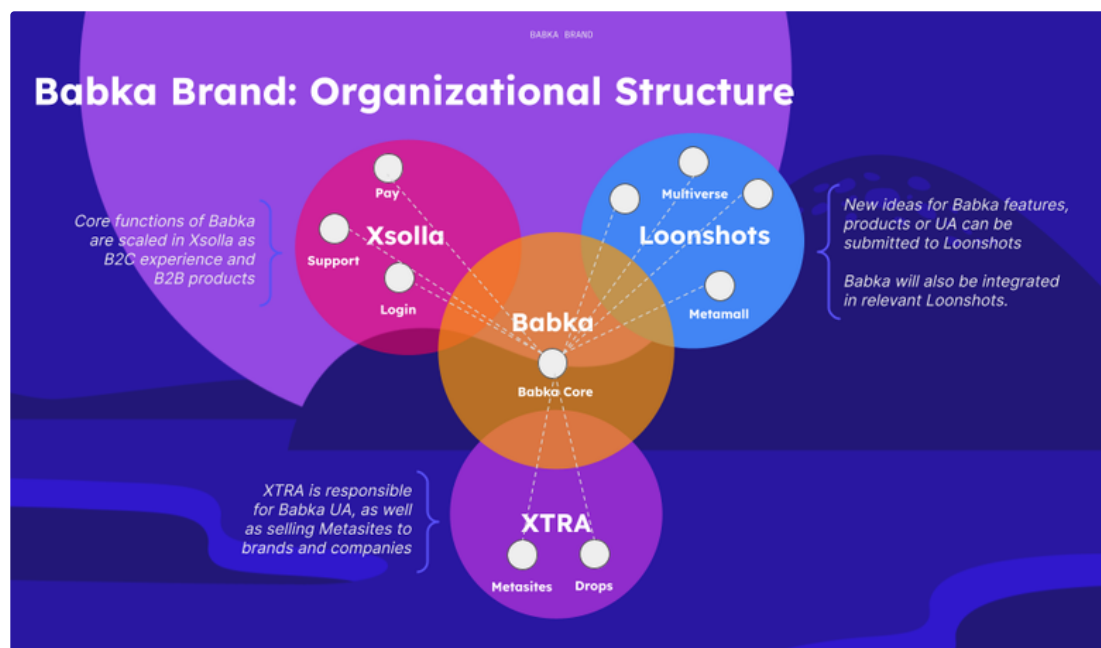 BABKA BRAND
Babka Brand: Organizational Structure
Pay
Xsolla
Support
Login
Core functions of Babka
are scaled in Xsolla as
B2C experience and
B2B products
Multiverse
Loonshots
Metamall
New ideas for Babka features,
products or UA can be
submitted to Loonshots
Babka will also be integrated
in relevant Loonshots.
Babka
Babka Core
XTRA is responsible
for Babka UA, as well
as selling Metasites to
brands and companies
XTRA
Metasites
Drops